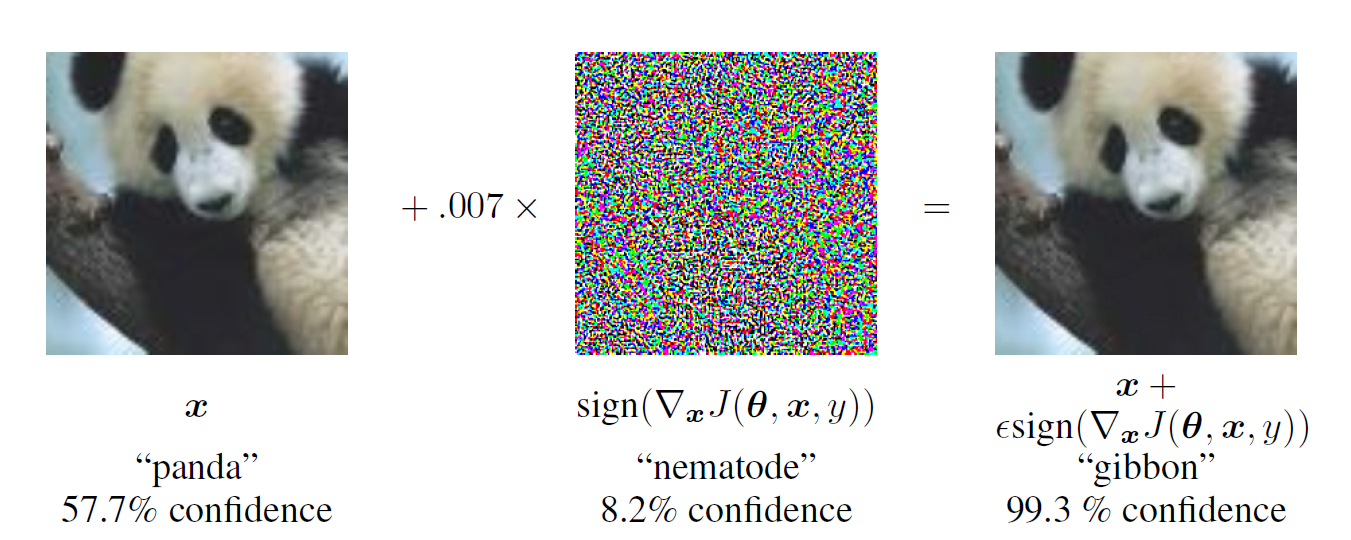 + .007 ×
=
x
“panda”
57.7% confidence
sign(∇ₓJ(θ, x, y))
“nematode”
8.2% confidence
x +
ϵsign(∇ₓJ(θ, x, y))
“gibbon”
99.3 % confidence